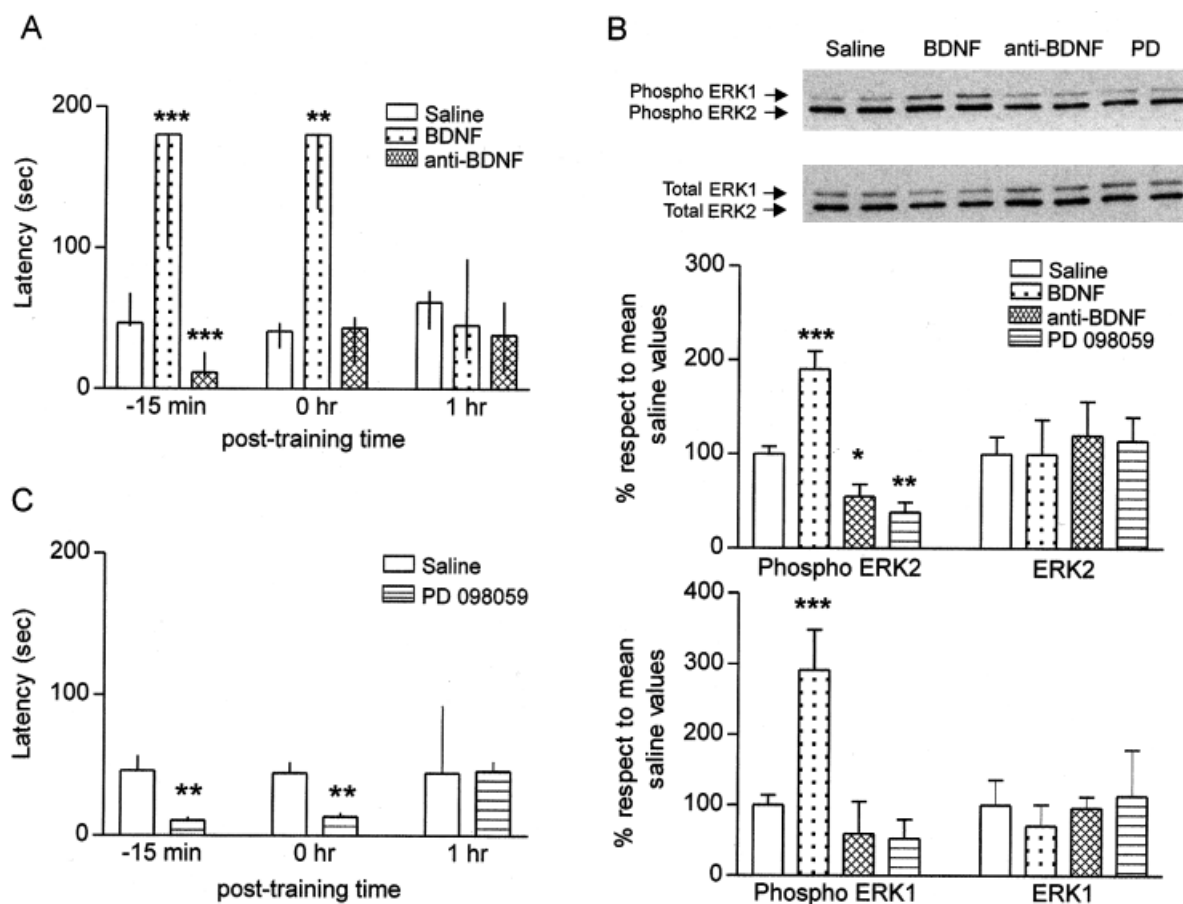 A
200
100
0
Latency (sec)
*** ** ***
Saline
BDNF
anti-BDNF
-15 min 0 hr 1 hr
post-training time
B
Saline BDNF anti-BDNF PD
Phospho ERK1
Phospho ERK2
Total ERK1
Total ERK2
300
200
100
0
% respect to mean
saline values
Saline
BDNF
anti-BDNF
PD 098059
***
*
**
Phospho ERK2 ERK2
400
300
200
100
0
% respect to mean
saline values
***
Phospho ERK1 ERK1
C
200
100
0
Latency (sec)
Saline
PD 098059
** **
-15 min 0 hr 1 hr
post-training time